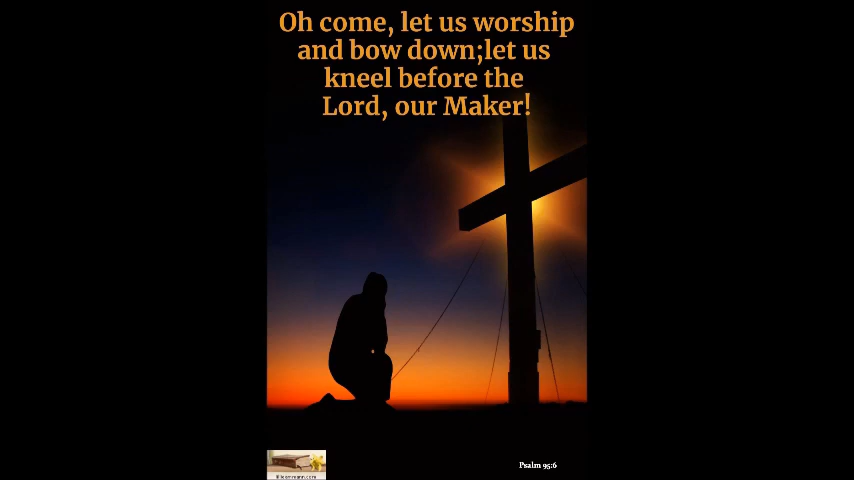 Oh come, let us worship
and bow down;let us
kneel before the
Lord, our Maker!
Psalm 95:6